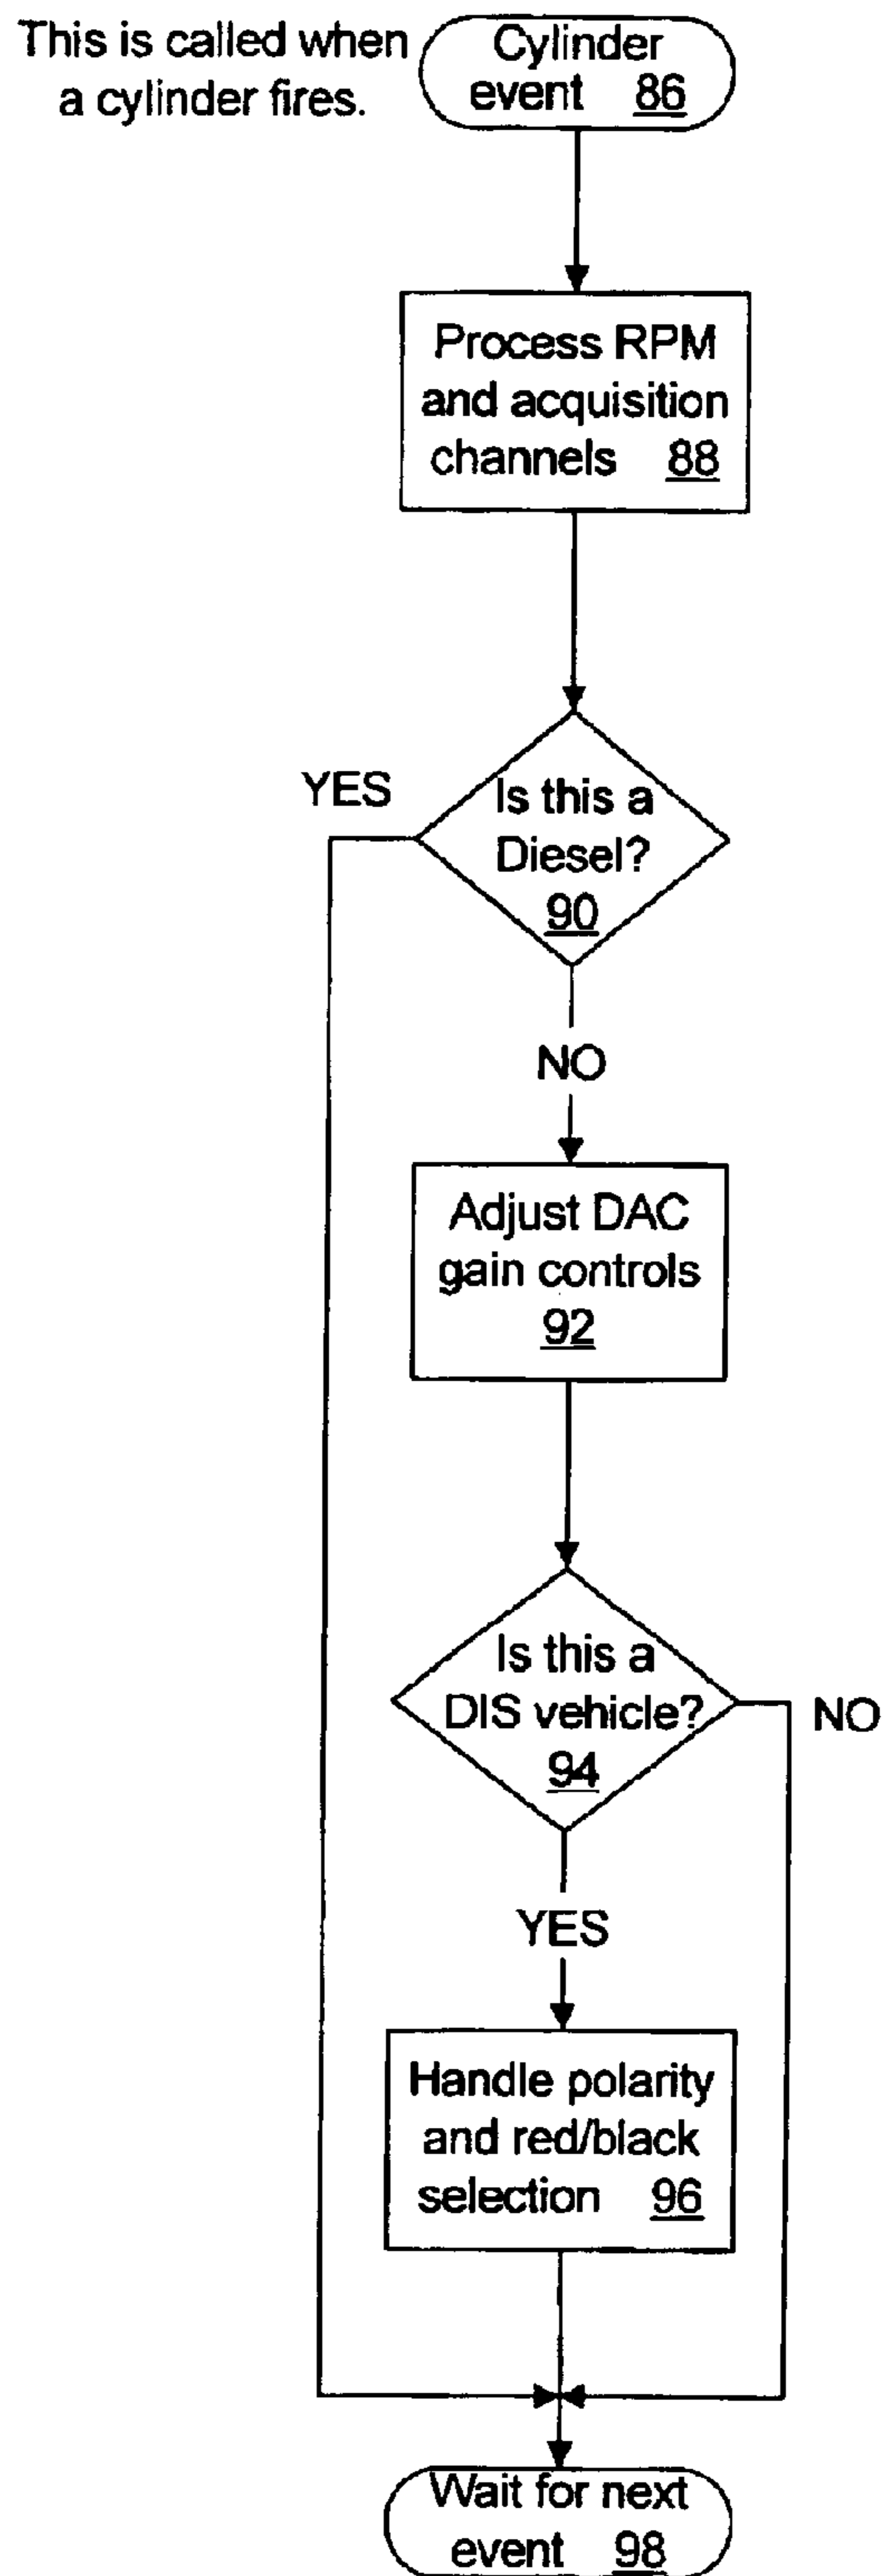 This is called when
a cylinder fires.
Cylinder
event 86
Process RPM
and acquisition
channels 88
YES
Is this a
Diesel?
90
NO
Adjust DAC
gain controls
92
Is this a
DIS vehicle?
94
NO
YES
Handle polarity
and red/black
selection 96
Wait for next
event 98